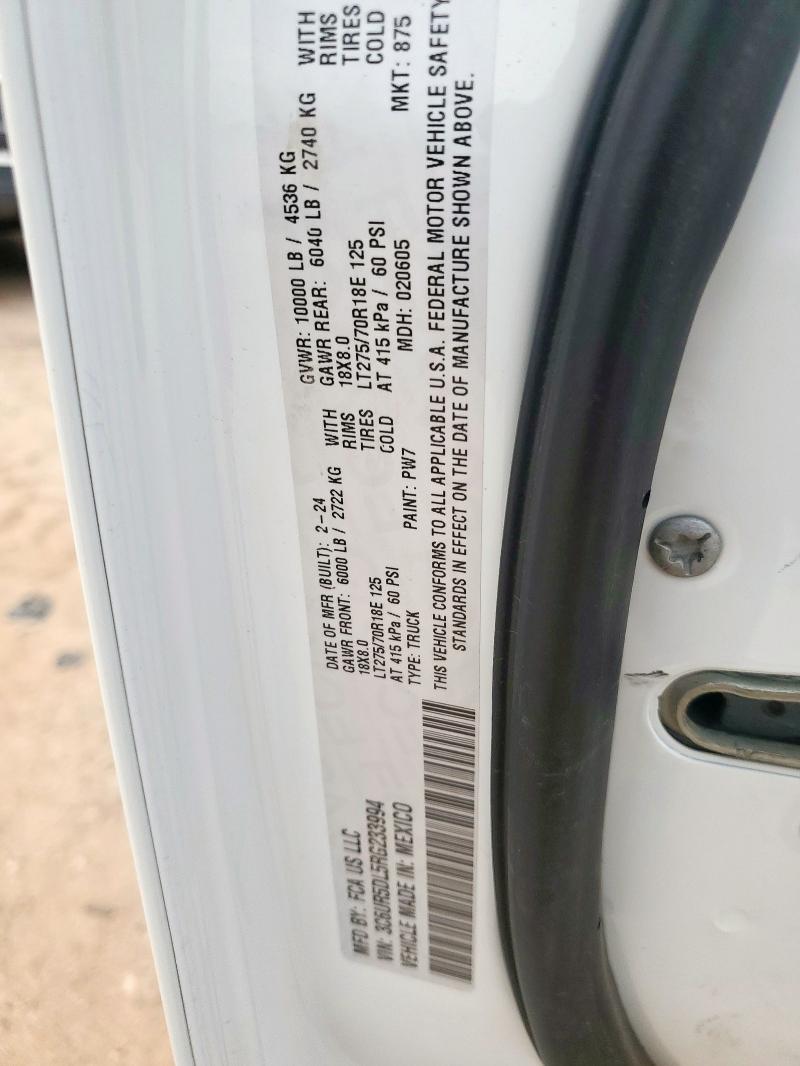 MFD BY: FCA US LLC
DATE OF MFR (BUILT): 2-24
GVWR: 10000 LB / 4536 KG
GAWR FRONT: 6000 LB / 2722 KG WITH
GAWR REAR: 6040 LB / 2740 KG WITH
18X8.0 RIMS
18X8.0 RIMS
LT275/70R18E 125 TIRES
LT275/70R18E 125 TIRES
AT 415 kPa / 60 PSI COLD
AT 415 kPa / 60 PSI COLD
VIN: 3C6UR5DL5RG233994
TYPE: TRUCK
PAINT: PW7
MDH: 020605
MKT: 875
VEHICLE MADE IN: MEXICO
THIS VEHICLE CONFORMS TO ALL APPLICABLE U.S.A. FEDERAL MOTOR VEHICLE SAFETY
STANDARDS IN EFFECT ON THE DATE OF MANUFACTURE SHOWN ABOVE.